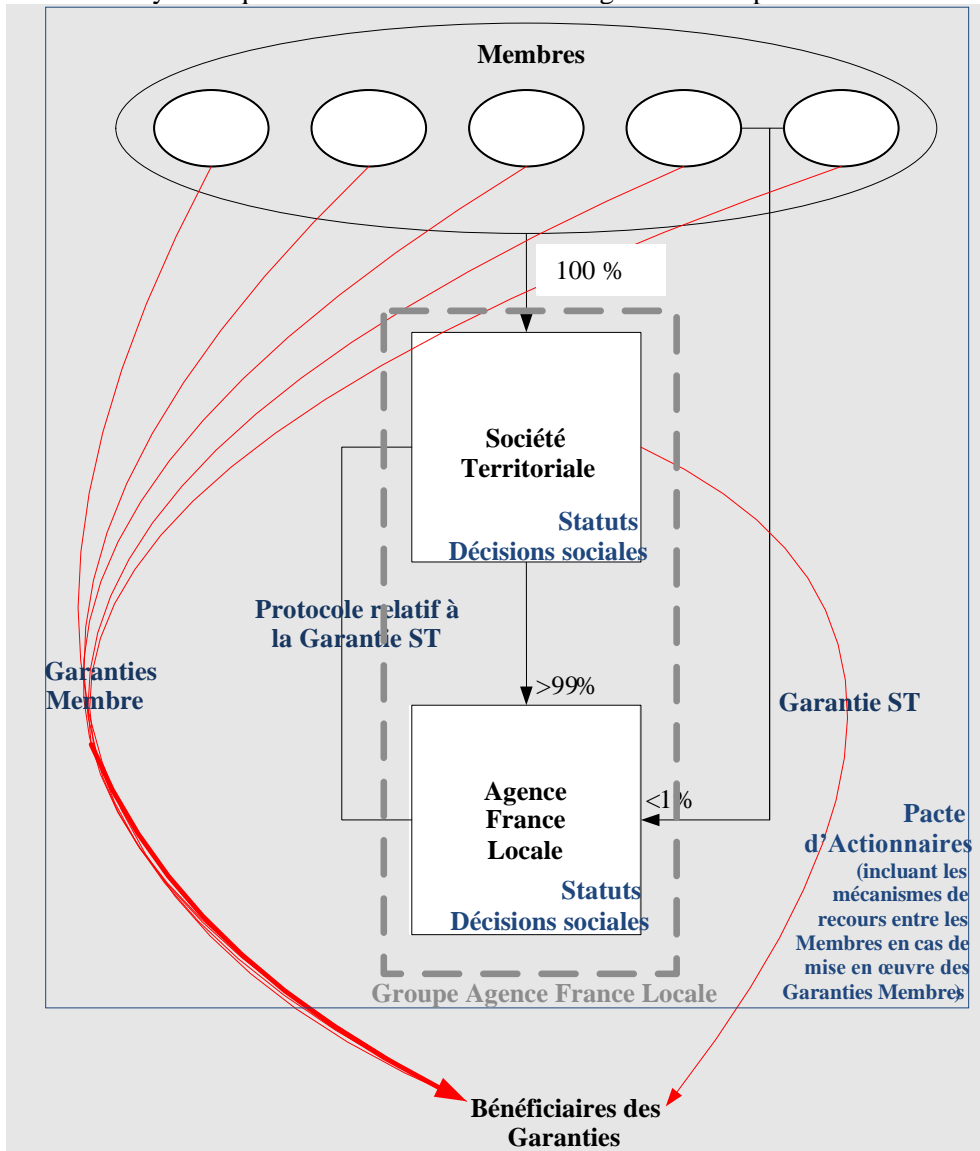 Membres
100 %
Société
Territoriale
Statuts
Décisions sociales
Protocole relatif à
la Garantie ST
Garanties
Membre
>99%
Garantie ST
<1%
Agence
France
Locale
Statuts
Décisions sociales
Pacte
d’Actionnaires
(incluant les
mécanismes de
recours entre les
Membres en cas de
mise en œuvre des
Garanties Membres)
Groupe Agence France Locale
Bénéficiaires des
Garanties